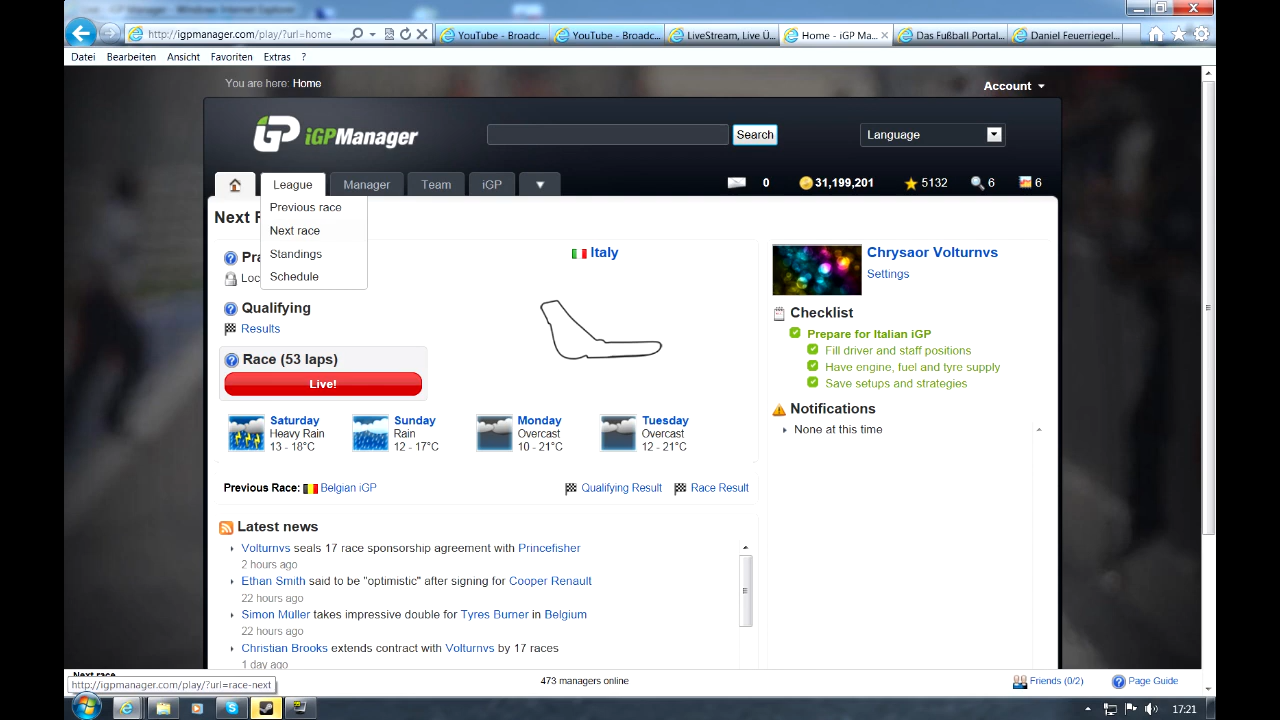 http://igpmanager.com/play/?url=home
YouTube - Broadc...
YouTube - Broadc...
LiveStream, Live Ü...
Home - iGP Ma...
Das Fußball Portal...
Daniel Feuerriegel...
Datei Bearbeiten Ansicht Favoriten Extras ?
You are here: Home
Account
iGPManager
Search
Language
League Manager Team iGP
0 31,199,201 5132 6 6
Previous race
Next race
Standings
Schedule
Italy
Chrysaor Volturnvs
Settings
Qualifying
Results
Race (53 laps)
Live!
Checklist
Prepare for Italian iGP
Fill driver and staff positions
Have engine, fuel and tyre supply
Save setups and strategies
Notifications
None at this time
Saturday
Heavy Rain
13 - 18°C
Sunday
Rain
12 - 17°C
Monday
Overcast
10 - 21°C
Tuesday
Overcast
12 - 21°C
Previous Race: Belgian iGP
Qualifying Result Race Result
Latest news
Volturnvs seals 17 race sponsorship agreement with Princefisher
2 hours ago
Ethan Smith said to be "optimistic" after signing for Cooper Renault
22 hours ago
Simon Müller takes impressive double for Tyres Burner in Belgium
22 hours ago
Christian Brooks extends contract with Volturnvs by 17 races
1 day ago
Next race
http://igpmanager.com/play/?url=race-next
473 managers online
Friends (0/2)
Page Guide
17:21